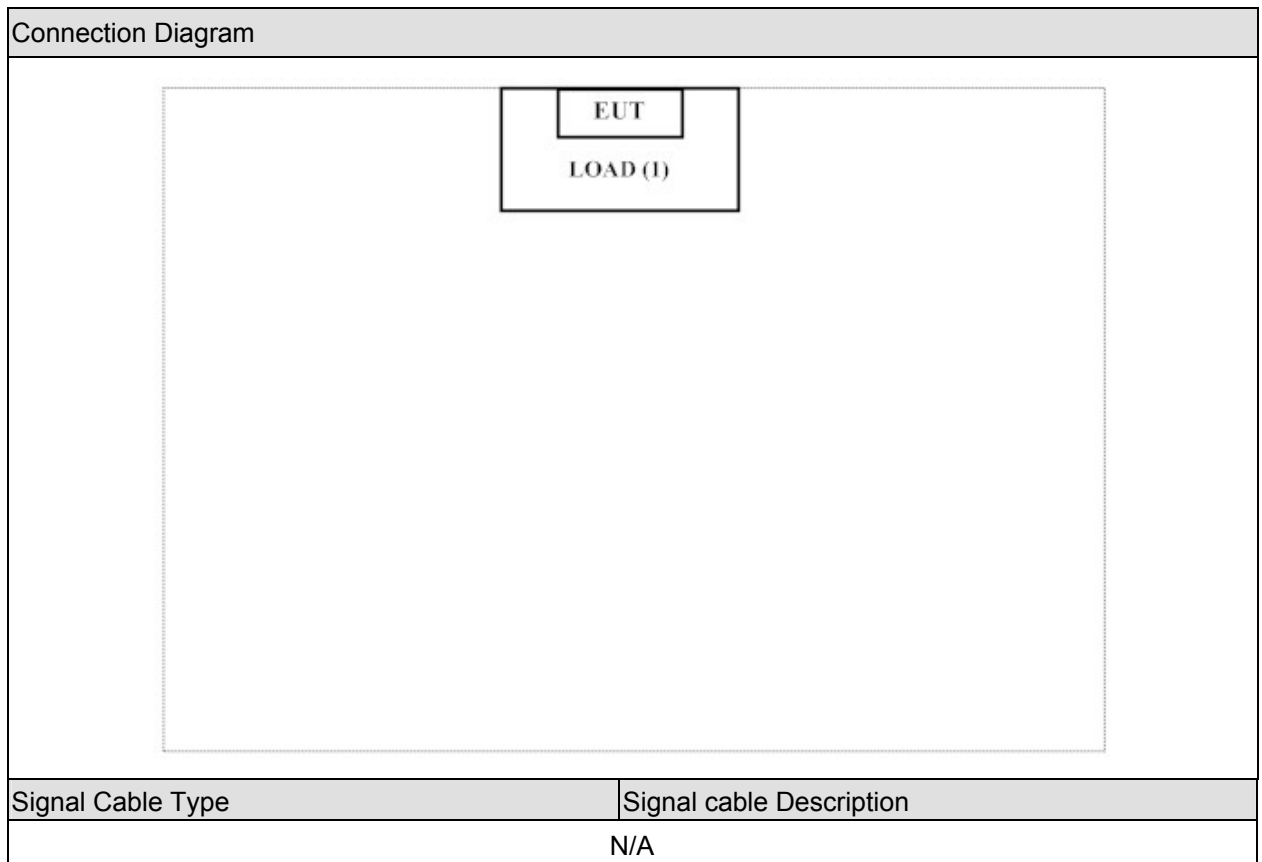 Connection Diagram
EUT
LOAD (1)
Signal Cable Type Signal cable Description
N/A